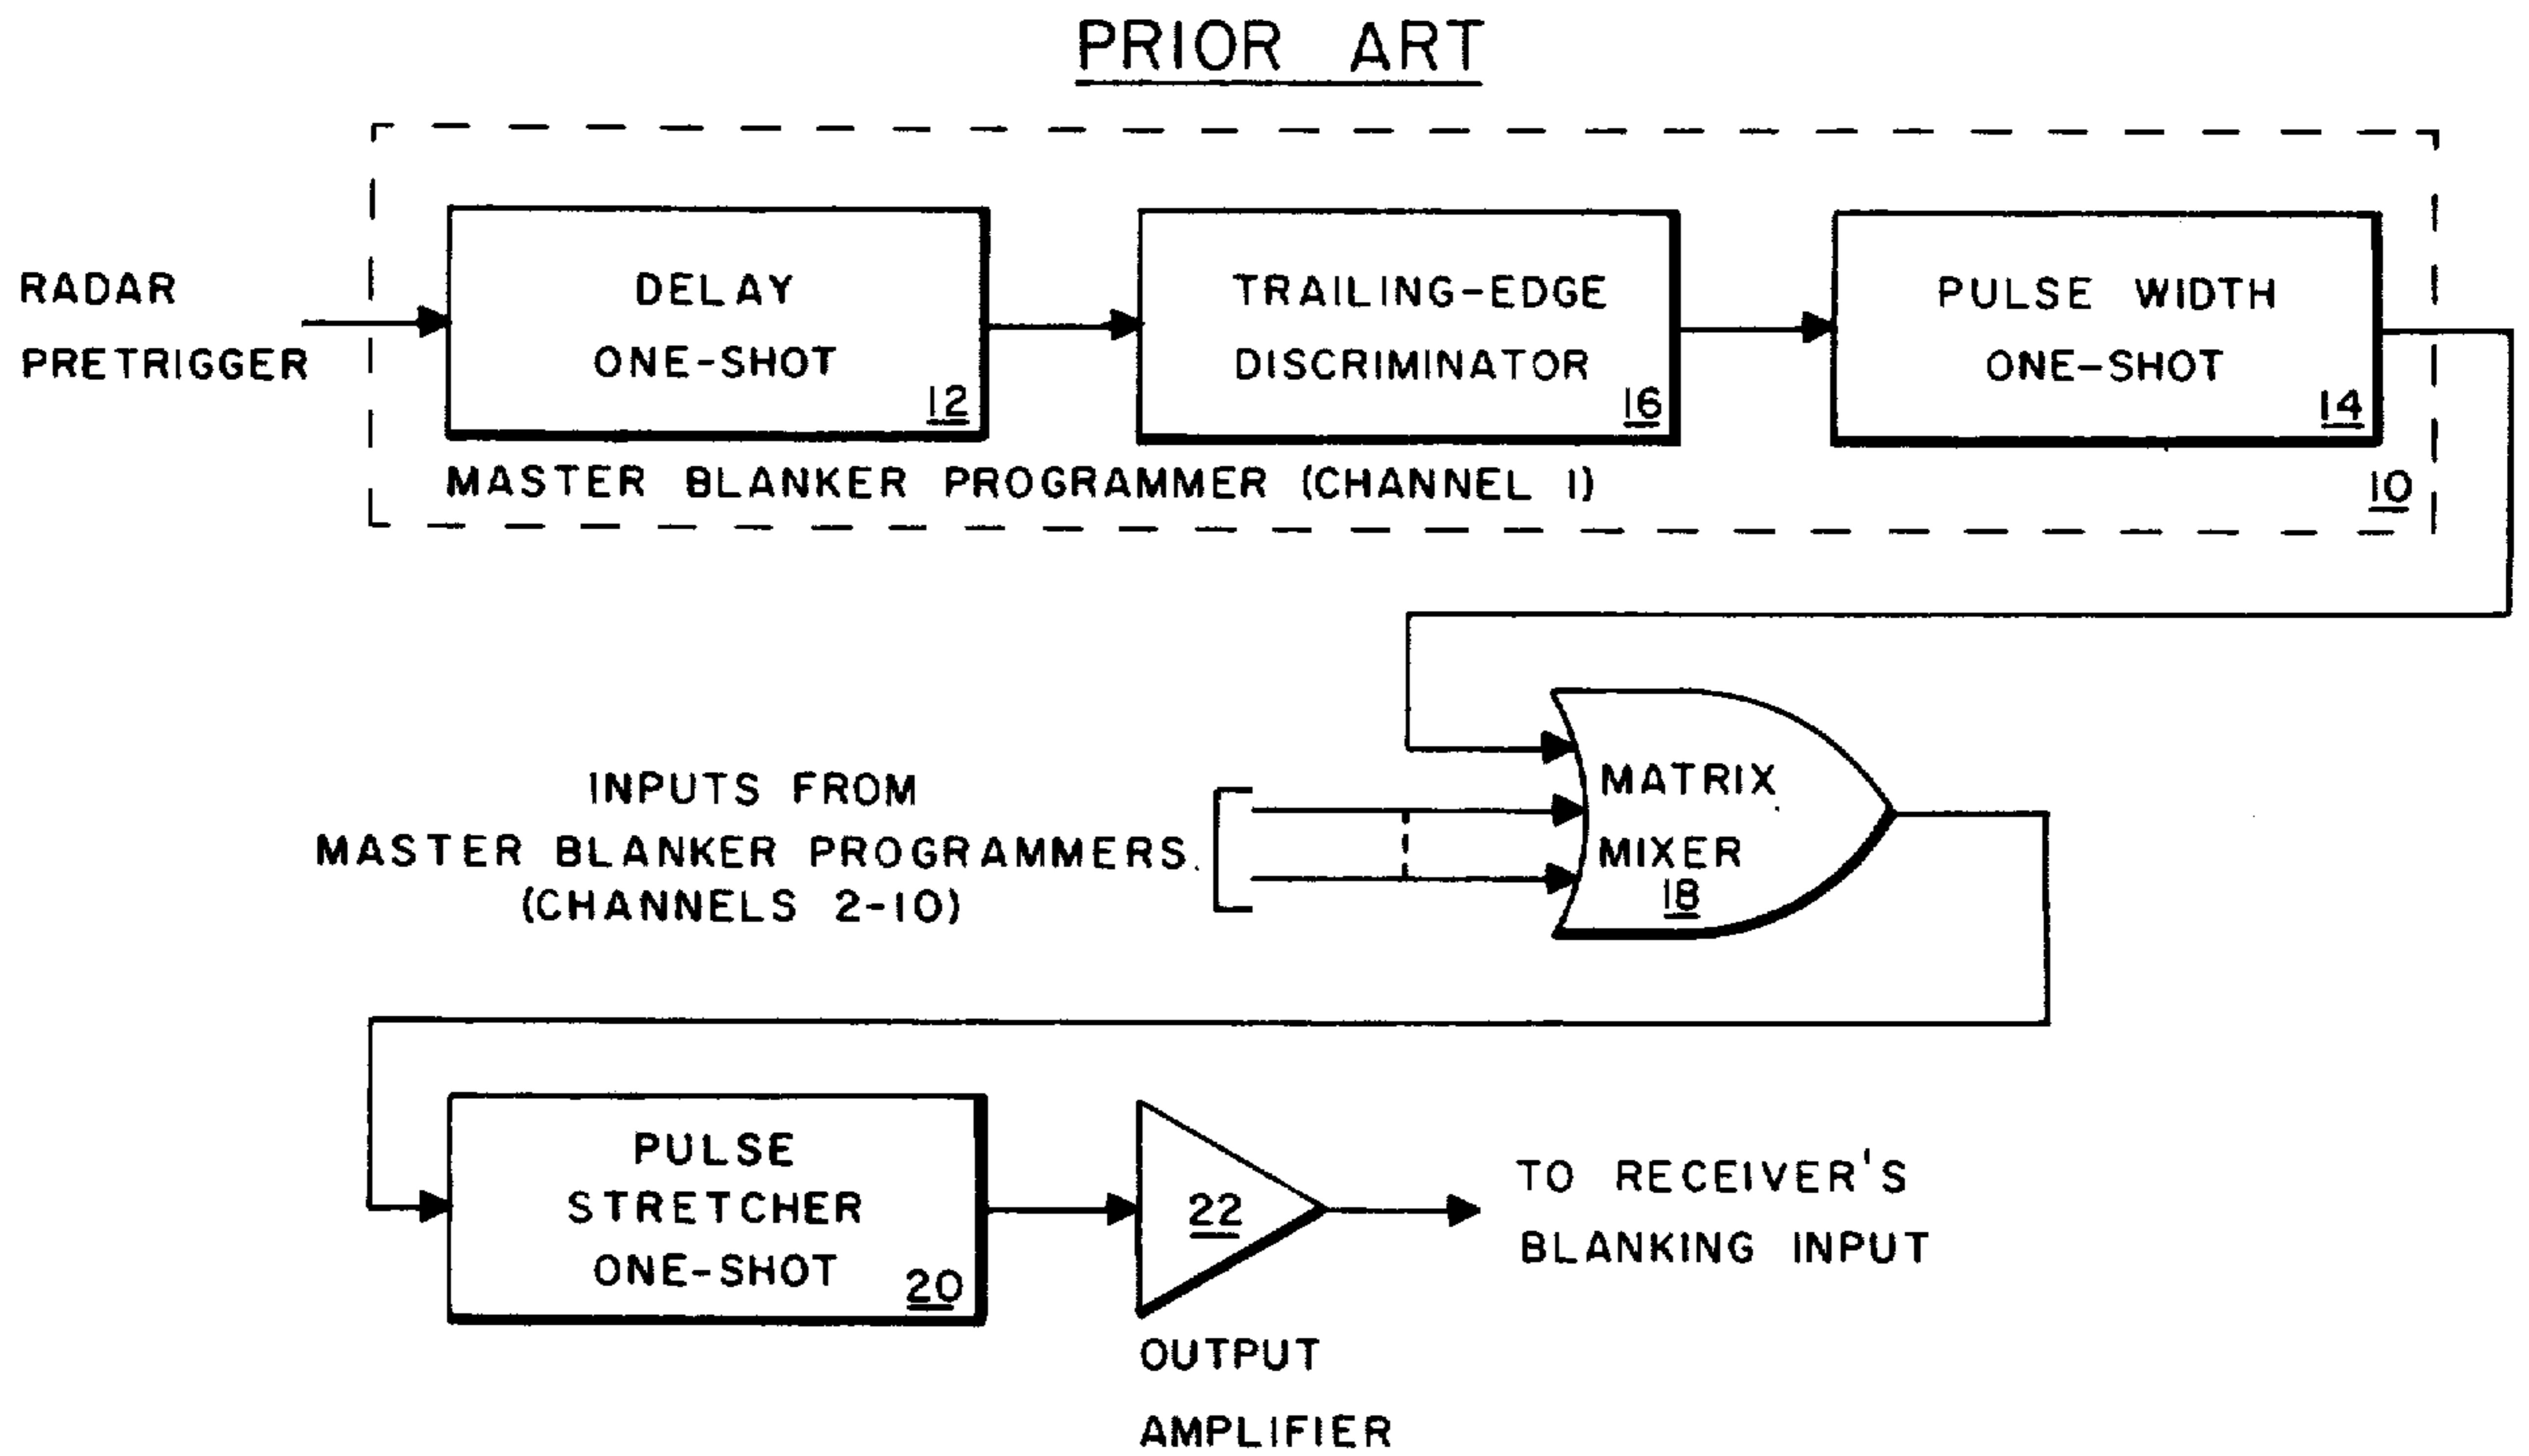 PRIOR ART
RADAR
PRETRIGGER
DELAY
ONE-SHOT
12
TRAILING-EDGE
DISCRIMINATOR
16
PULSE WIDTH
ONE-SHOT
14
MASTER BLANKER PROGRAMMER (CHANNEL 1)
10
INPUTS FROM
MASTER BLANKER PROGRAMMERS
(CHANNELS 2-10)
MATRIX
MIXER
18
PULSE
STRETCHER
ONE-SHOT
20
22
OUTPUT
AMPLIFIER
TO RECEIVER'S
BLANKING INPUT